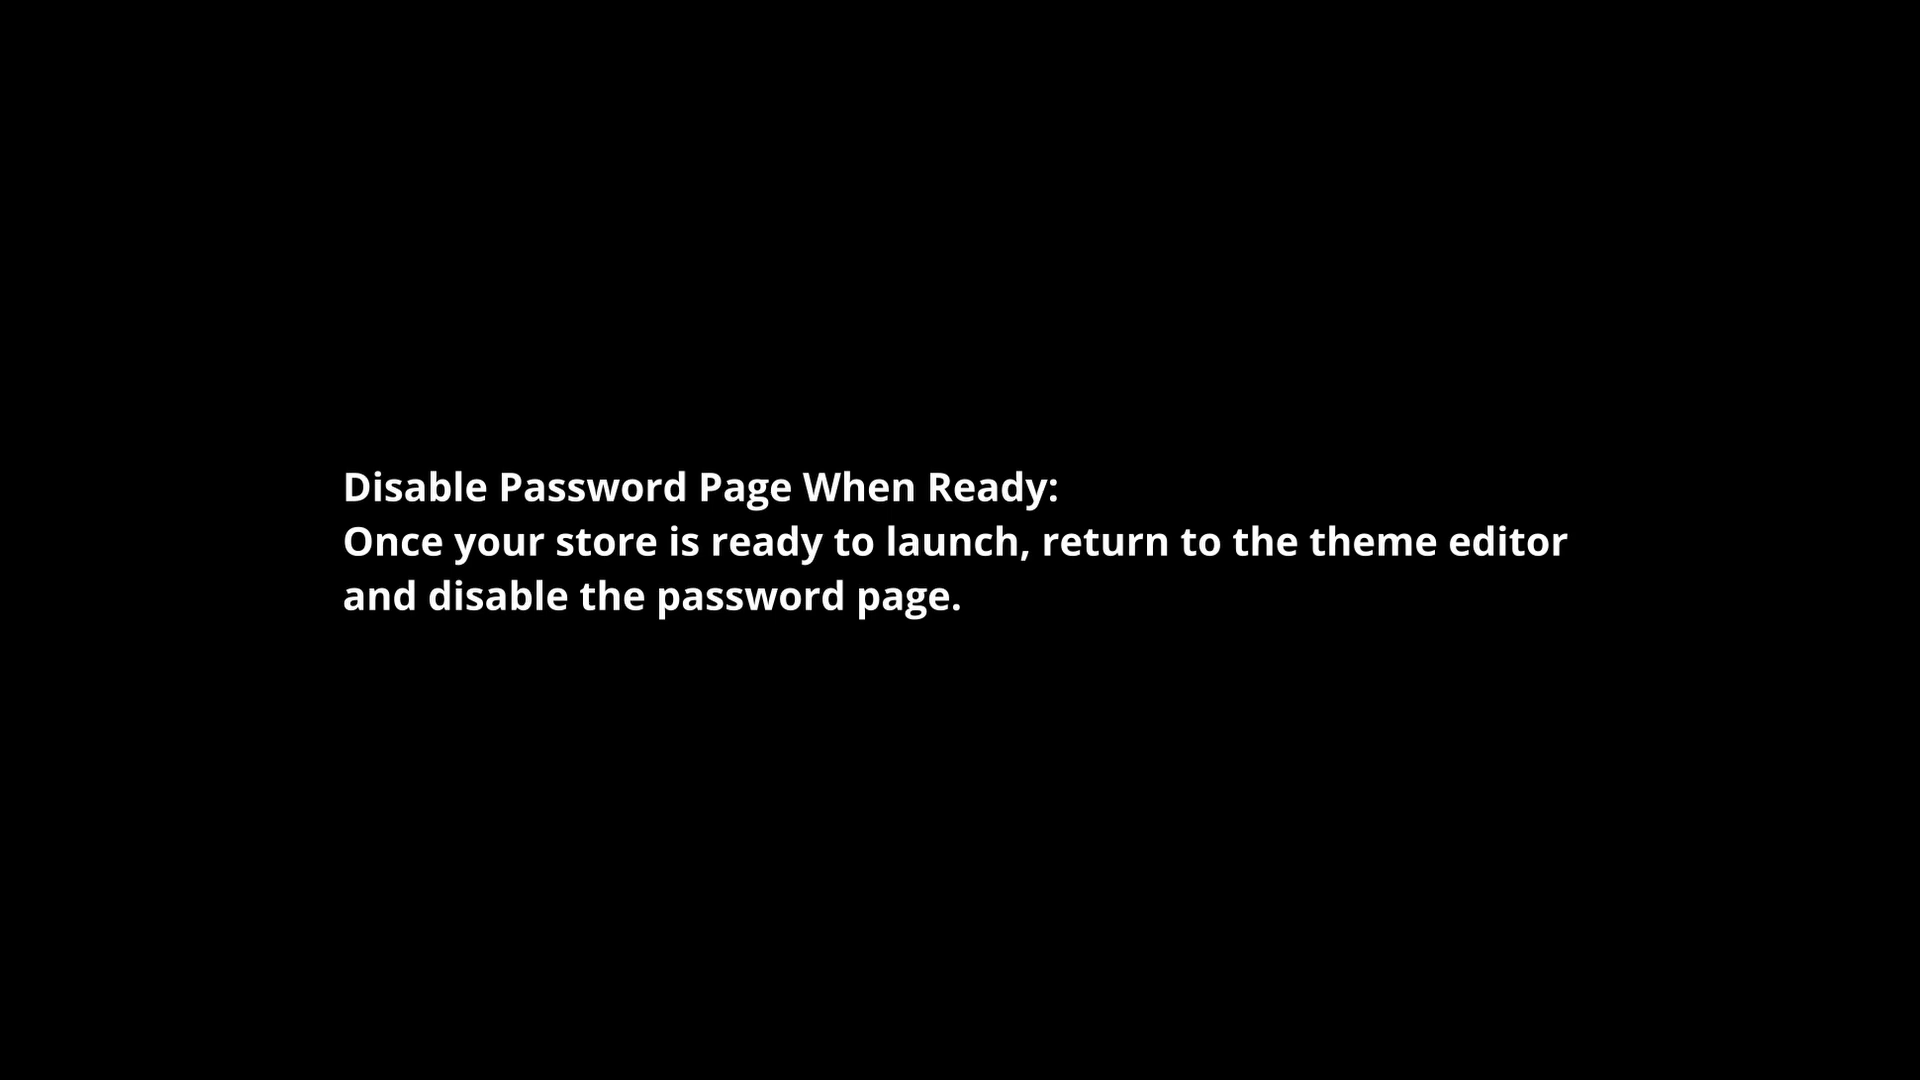 Disable Password Page When Ready:
Once your store is ready to launch, return to the theme editor
and disable the password page.